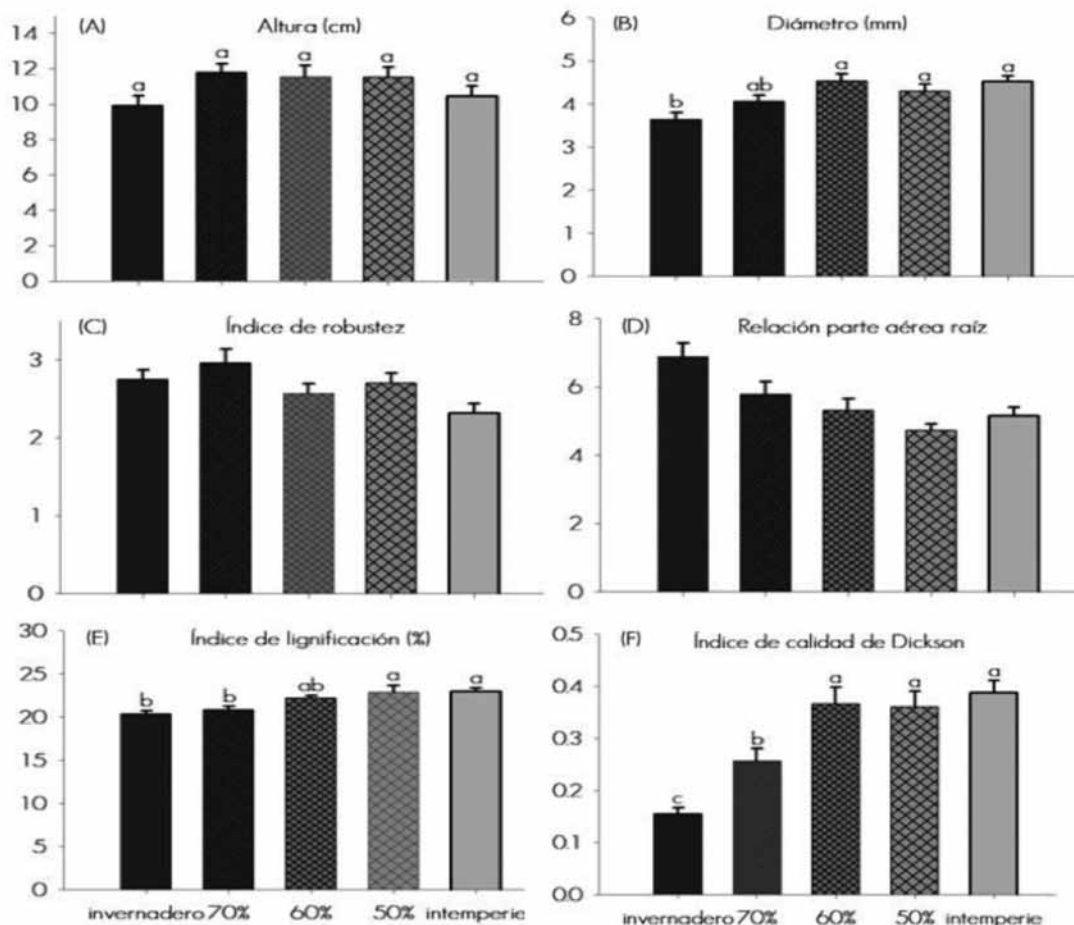 (A) Altura (cm)
14
12
10
8
6
4
2
0
a
a
a
a
a
(B) Diámetro (mm)
6
5
4
3
2
1
0
b
ab
a
a
a
(C) Índice de robustez
3
2
1
0
(D) Relación parte aérea raíz
8
6
4
2
0
(E) Índice de lignificación (%)
30
25
20
15
10
5
0
b
b
ab
a
a
invernadero 70% 60% 50% intemperie
(F) Índice de calidad de Dickson
0.5
0.4
0.3
0.2
0.1
0.0
c
b
a
a
a
invernadero 70% 60% 50% intemperie